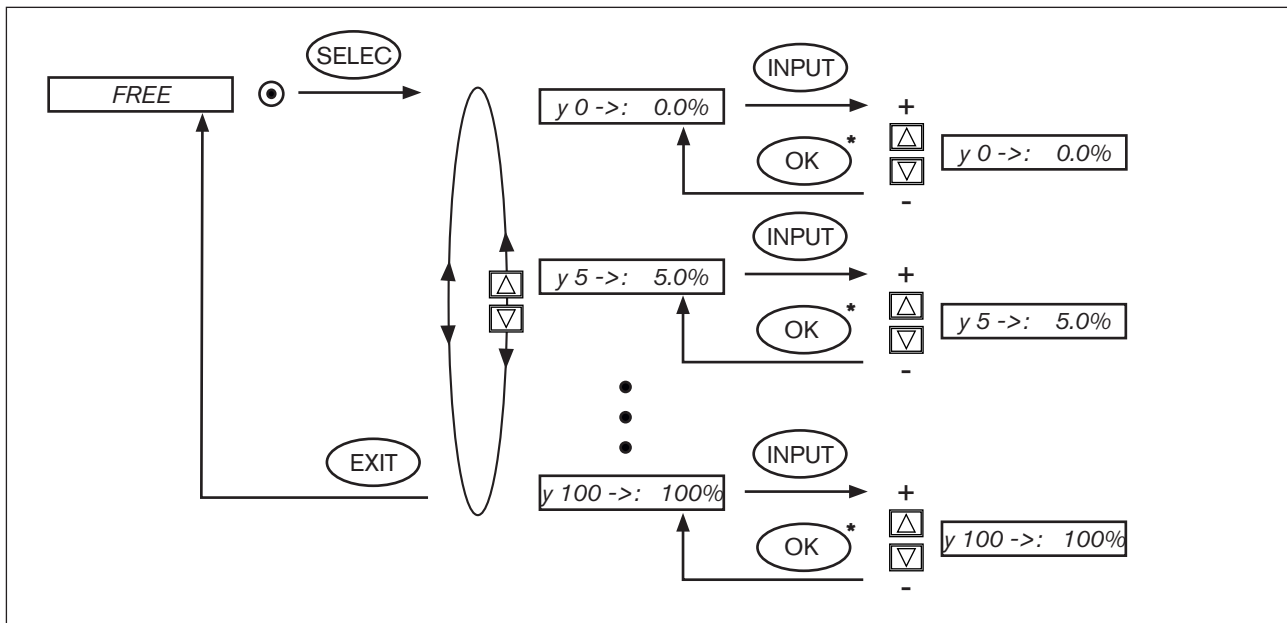 FREE
SELEC
EXIT
y 0 ->: 0.0%
INPUT
OK *
+
-
y 0 ->: 0.0%
y 5 ->: 5.0%
INPUT
OK *
+
-
y 5 ->: 5.0%
y 100 ->: 100%
INPUT
OK *
+
-
y 100 ->: 100%